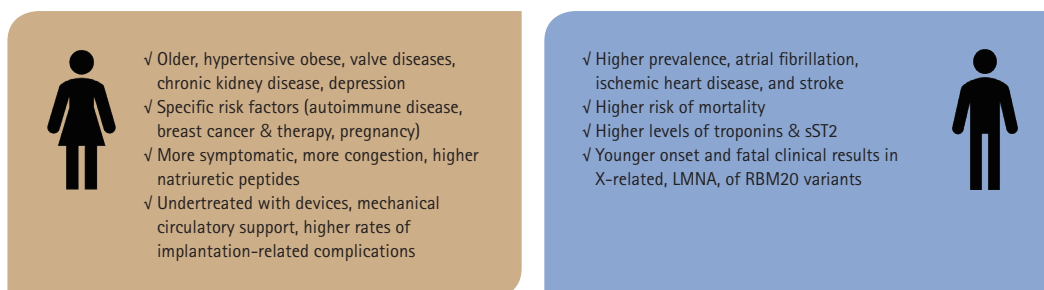 √ Older, hypertensive obese, valve diseases,
chronic kidney disease, depression
√ Specific risk factors (autoimmune disease,
breast cancer & therapy, pregnancy)
√ More symptomatic, more congestion, higher
natriuretic peptides
√ Undertreated with devices, mechanical
circulatory support, higher rates of
implantation-related complications
√ Higher prevalence, atrial fibrillation,
ischemic heart disease, and stroke
√ Higher risk of mortality
√ Higher levels of troponins & sST2
√ Younger onset and fatal clinical results in
X-related, LMNA, of RBM20 variants